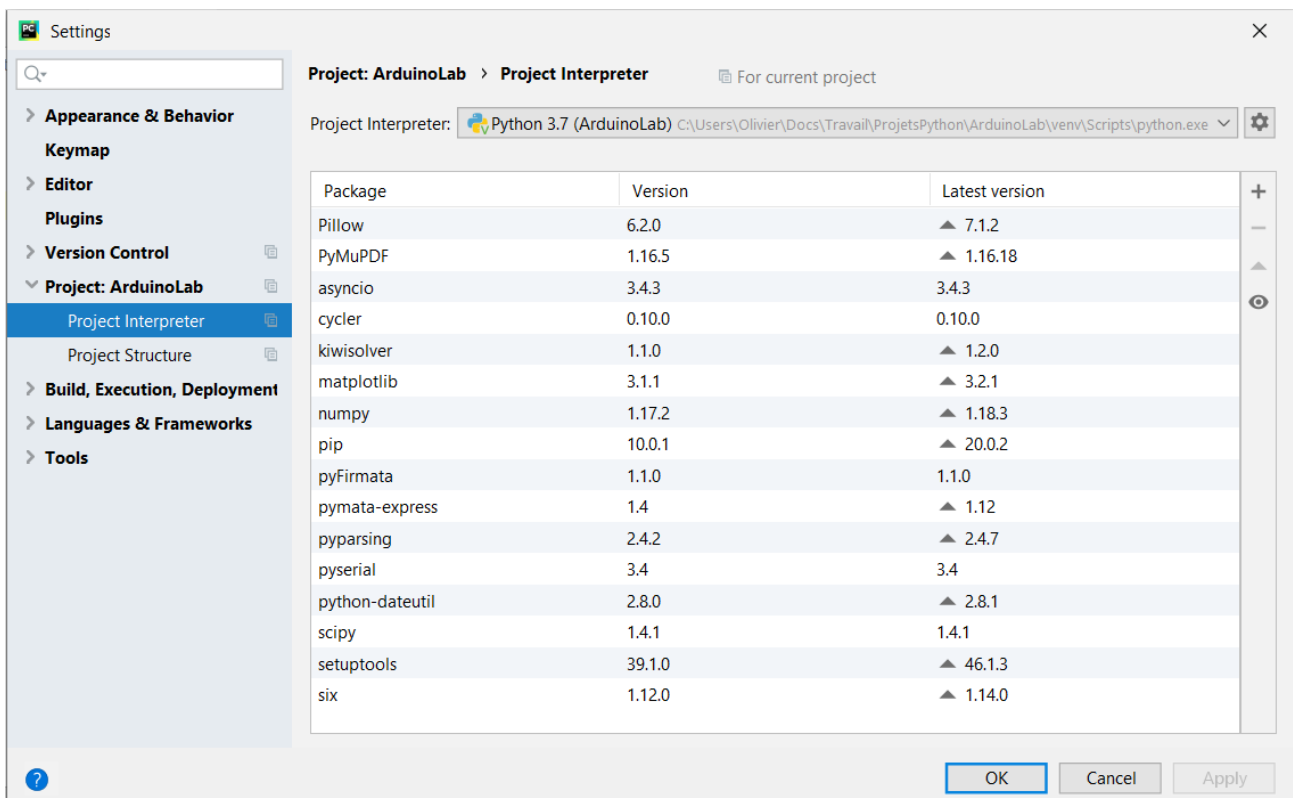 PC Settings
Project: ArduinoLab > Project Interpreter For current project
Appearance & Behavior
Keymap
Editor
Plugins
Version Control
Project: ArduinoLab
Project Interpreter
Project Structure
Build, Execution, Deployment
Languages & Frameworks
Tools
Project Interpreter: Python 3.7 (ArduinoLab) C:\Users\Olivier\Docs\Travail\ProjetsPython\ArduinoLab\venv\Scripts\python.exe
Package Version Latest version
Pillow 6.2.0 7.1.2
PyMuPDF 1.16.5 1.16.18
asyncio 3.4.3 3.4.3
cycler 0.10.0 0.10.0
kiwisolver 1.1.0 1.2.0
matplotlib 3.1.1 3.2.1
numpy 1.17.2 1.18.3
pip 10.0.1 20.0.2
pyFirmata 1.1.0 1.1.0
pymata-express 1.4 1.12
pyparsing 2.4.2 2.4.7
pyserial 3.4 3.4
python-dateutil 2.8.0 2.8.1
scipy 1.4.1 1.4.1
setuptools 39.1.0 46.1.3
six 1.12.0 1.14.0
? OK Cancel Apply